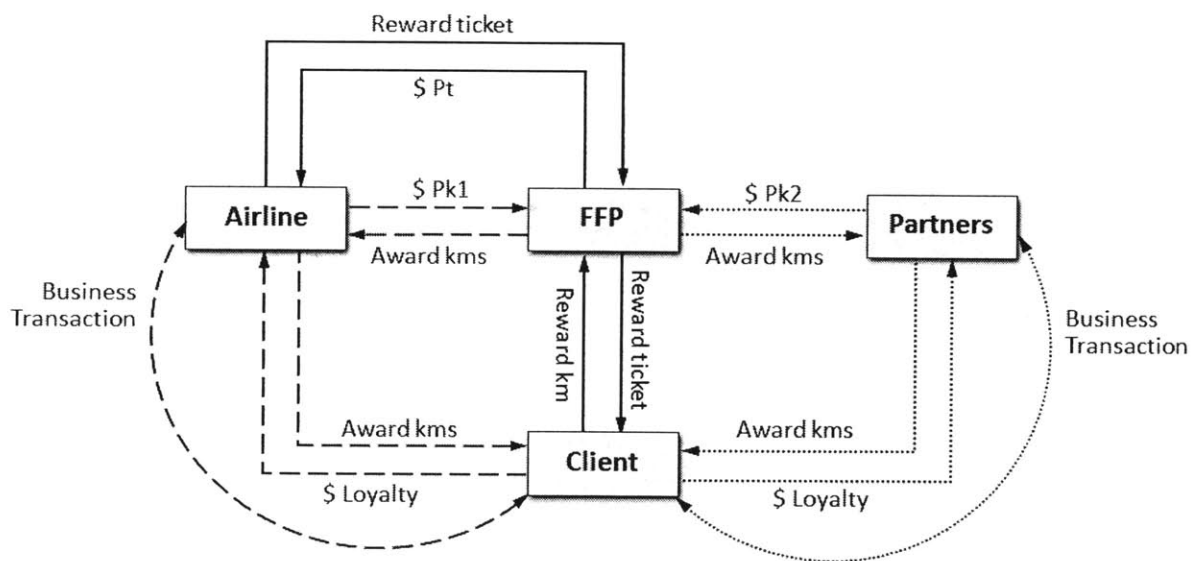 Reward ticket
$ Pt
$ Pk1
$ Pk2
Airline
FFP
Partners
Award kms
Award kms
Business
Transaction
Reward km
Reward ticket
Business
Transaction
Award kms
Award kms
Client
$ Loyalty
$ Loyalty